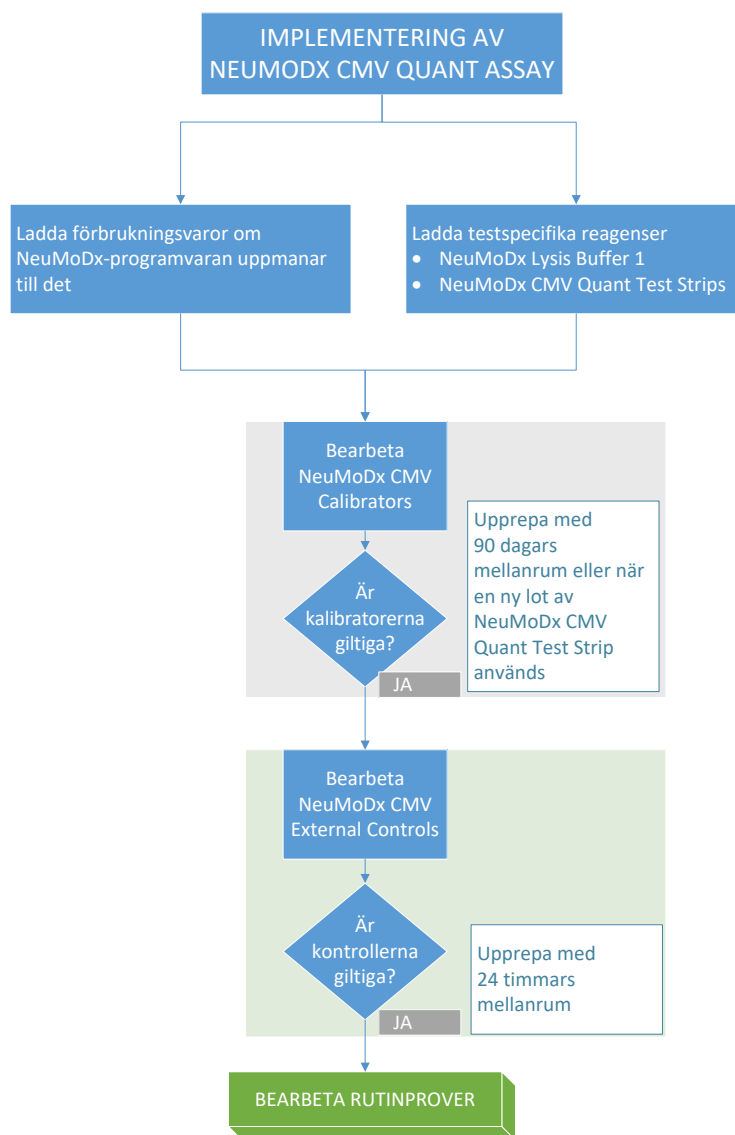 IMPLEMENTERING AV
NEUMODX CMV QUANT ASSAY
Ladda förbrukningsvaror om
NeuMoDx-programvaran uppmanar
till det
Ladda testspecifika reagenser
• NeuMoDx Lysis Buffer 1
• NeuMoDx CMV Quant Test Strips
Bearbeta
NeuMoDx CMV
Calibrators
Är
kalibratorerna
giltiga?
JA
Upprepa med
90 dagars
mellanrum eller när
en ny lot av
NeuMoDx CMV
Quant Test Strip
används
Bearbeta
NeuMoDx CMV
External Controls
Är
kontrollerna
giltiga?
JA
Upprepa med
24 timmars
mellanrum
BEARBETA RUTINPROVER